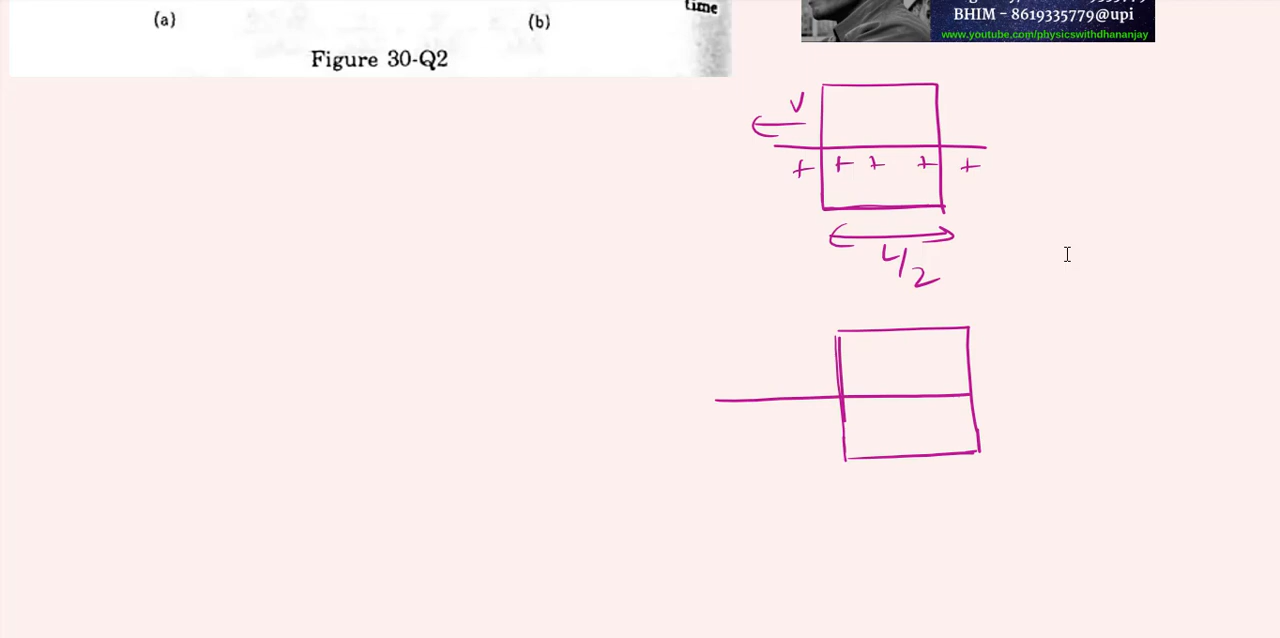 time
(a) (b)
Figure 30-Q2
BHIM – 8619335779@upi
www.youtube.com/physicswithdhananjay
V
+ + + + +
L/2